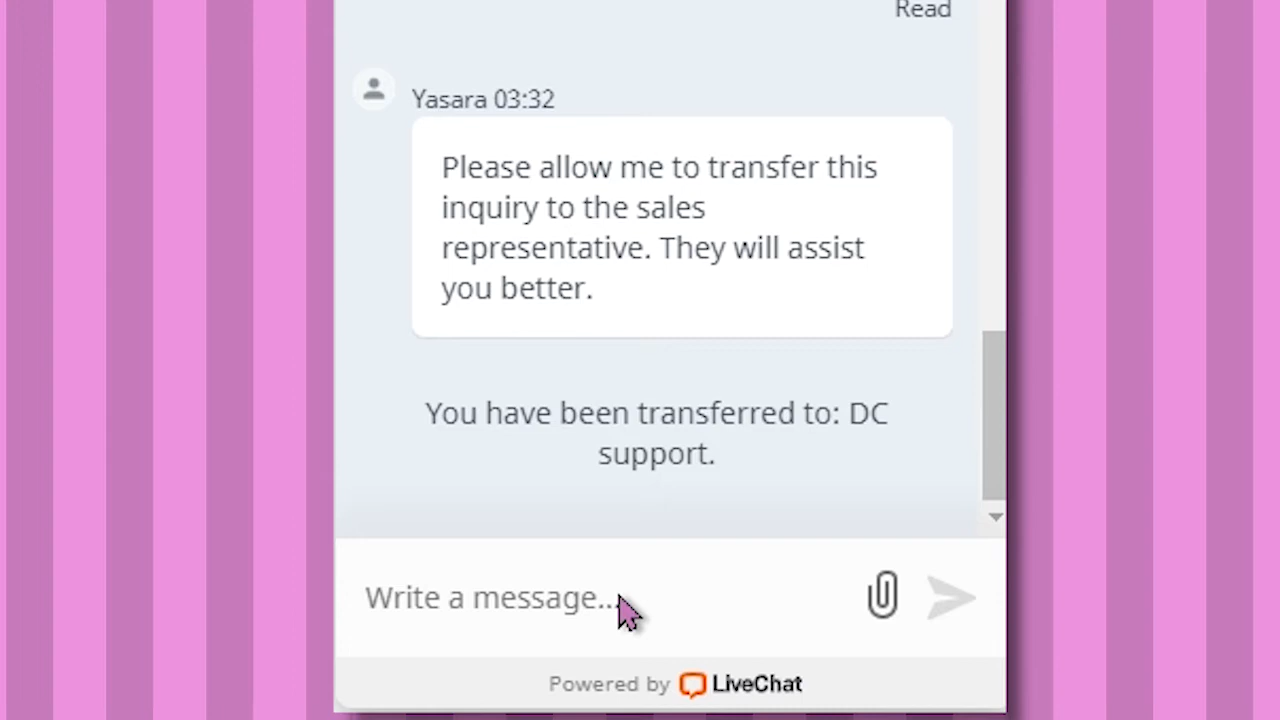 Read
Yasara 03:32
Please allow me to transfer this
inquiry to the sales
representative. They will assist
you better.
You have been transferred to: DC
support.
Write a message...
Powered by LiveChat